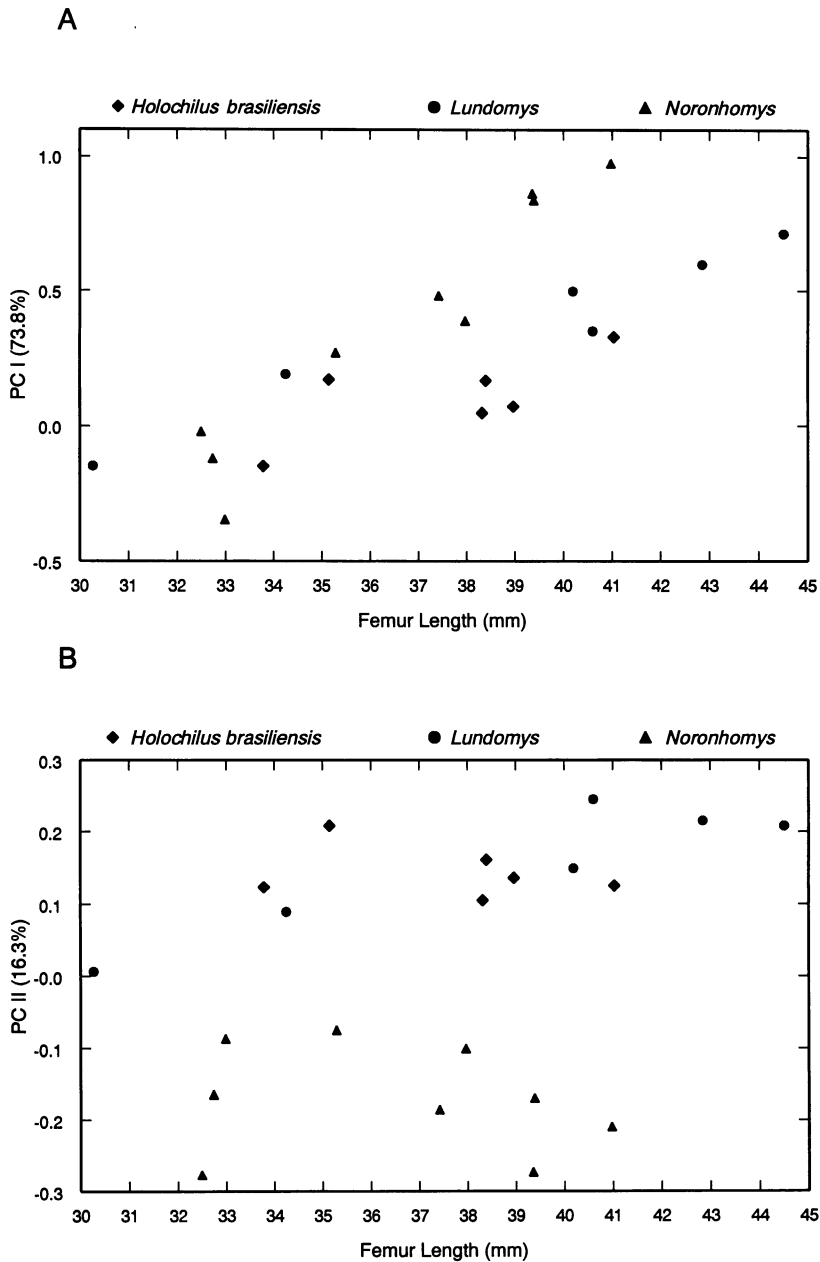 A
Holochilus brasiliensis Lundomys Noronhomys
1.0
0.5
0.0
-0.5
PC I (73.8%)
30 31 32 33 34 35 36 37 38 39 40 41 42 43 44 45
Femur Length (mm)
B
Holochilus brasiliensis Lundomys Noronhomys
0.3
0.2
0.1
-0.0
-0.1
-0.2
-0.3
PC II (16.3%)
30 31 32 33 34 35 36 37 38 39 40 41 42 43 44 45
Femur Length (mm)